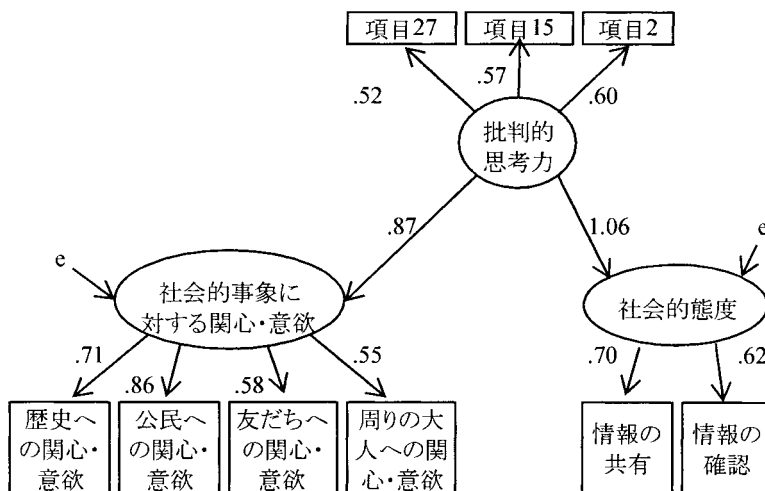 項目27
項目15
項目2
.52
.57
.60
批判的
思考力
.87
1.06
e
e
社会的事象に
対する関心・意欲
社会的態度
.71
.86
.58
.55
.70
.62
歴史へ
の関心・
意欲
公民へ
の関心・
意欲
友だちへ
の関心・
意欲
周りの大
人への関
心・意欲
情報の
共有
情報の
確認